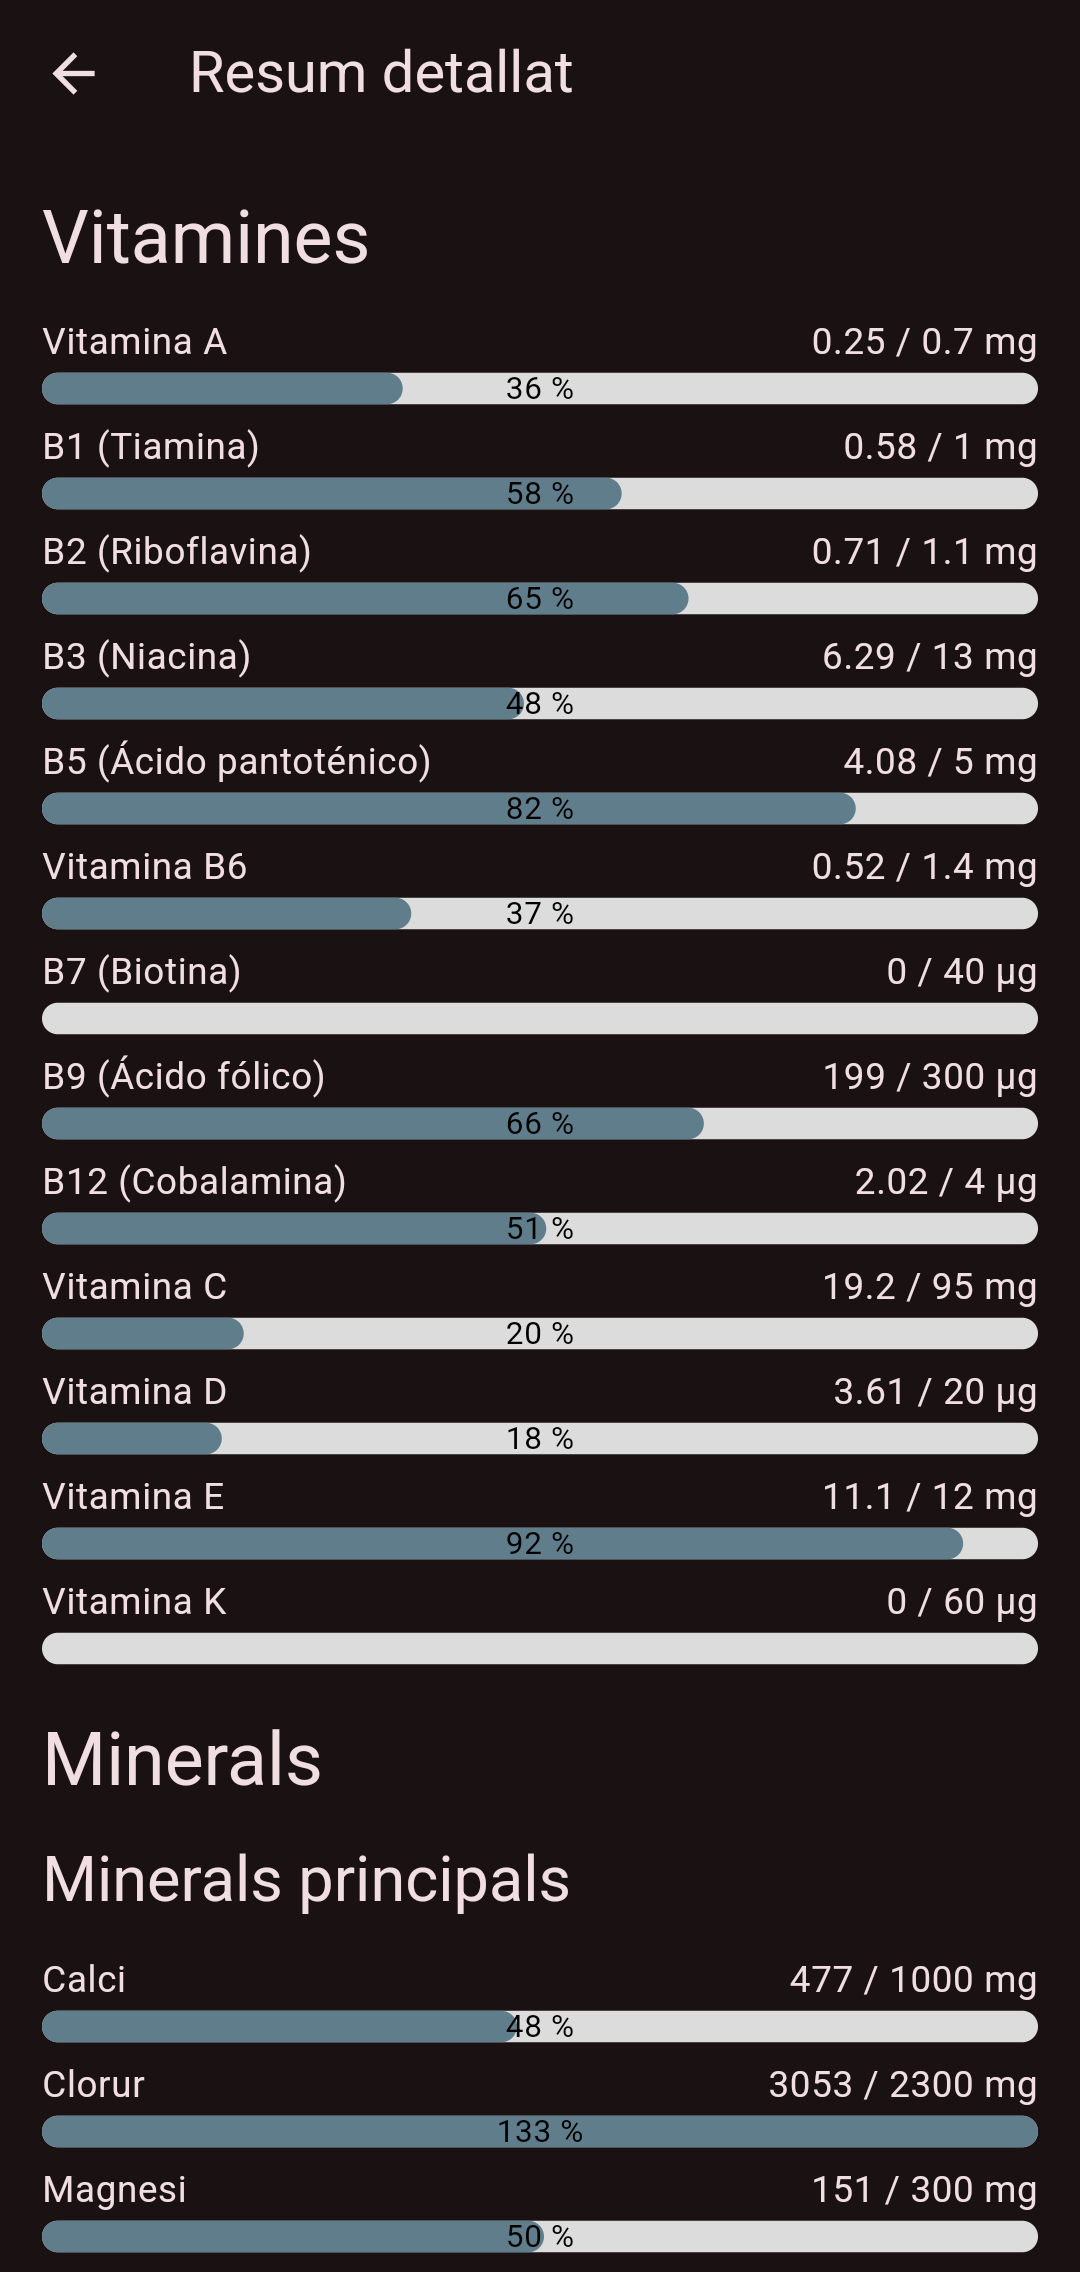 Resum detallat
Vitamines
Vitamina A 0.25 / 0.7 mg
36 %
B1 (Tiamina) 0.58 / 1 mg
58 %
B2 (Riboflavina) 0.71 / 1.1 mg
65 %
B3 (Niacina) 6.29 / 13 mg
48 %
B5 (Ácido pantoténico) 4.08 / 5 mg
82 %
Vitamina B6 0.52 / 1.4 mg
37 %
B7 (Biotina) 0 / 40 µg
B9 (Ácido fólico) 199 / 300 µg
66 %
B12 (Cobalamina) 2.02 / 4 µg
51 %
Vitamina C 19.2 / 95 mg
20 %
Vitamina D 3.61 / 20 µg
18 %
Vitamina E 11.1 / 12 mg
92 %
Vitamina K 0 / 60 µg
Minerals
Minerals principals
Calci 477 / 1000 mg
48 %
Clorur 3053 / 2300 mg
133 %
Magnesi 151 / 300 mg
50 %